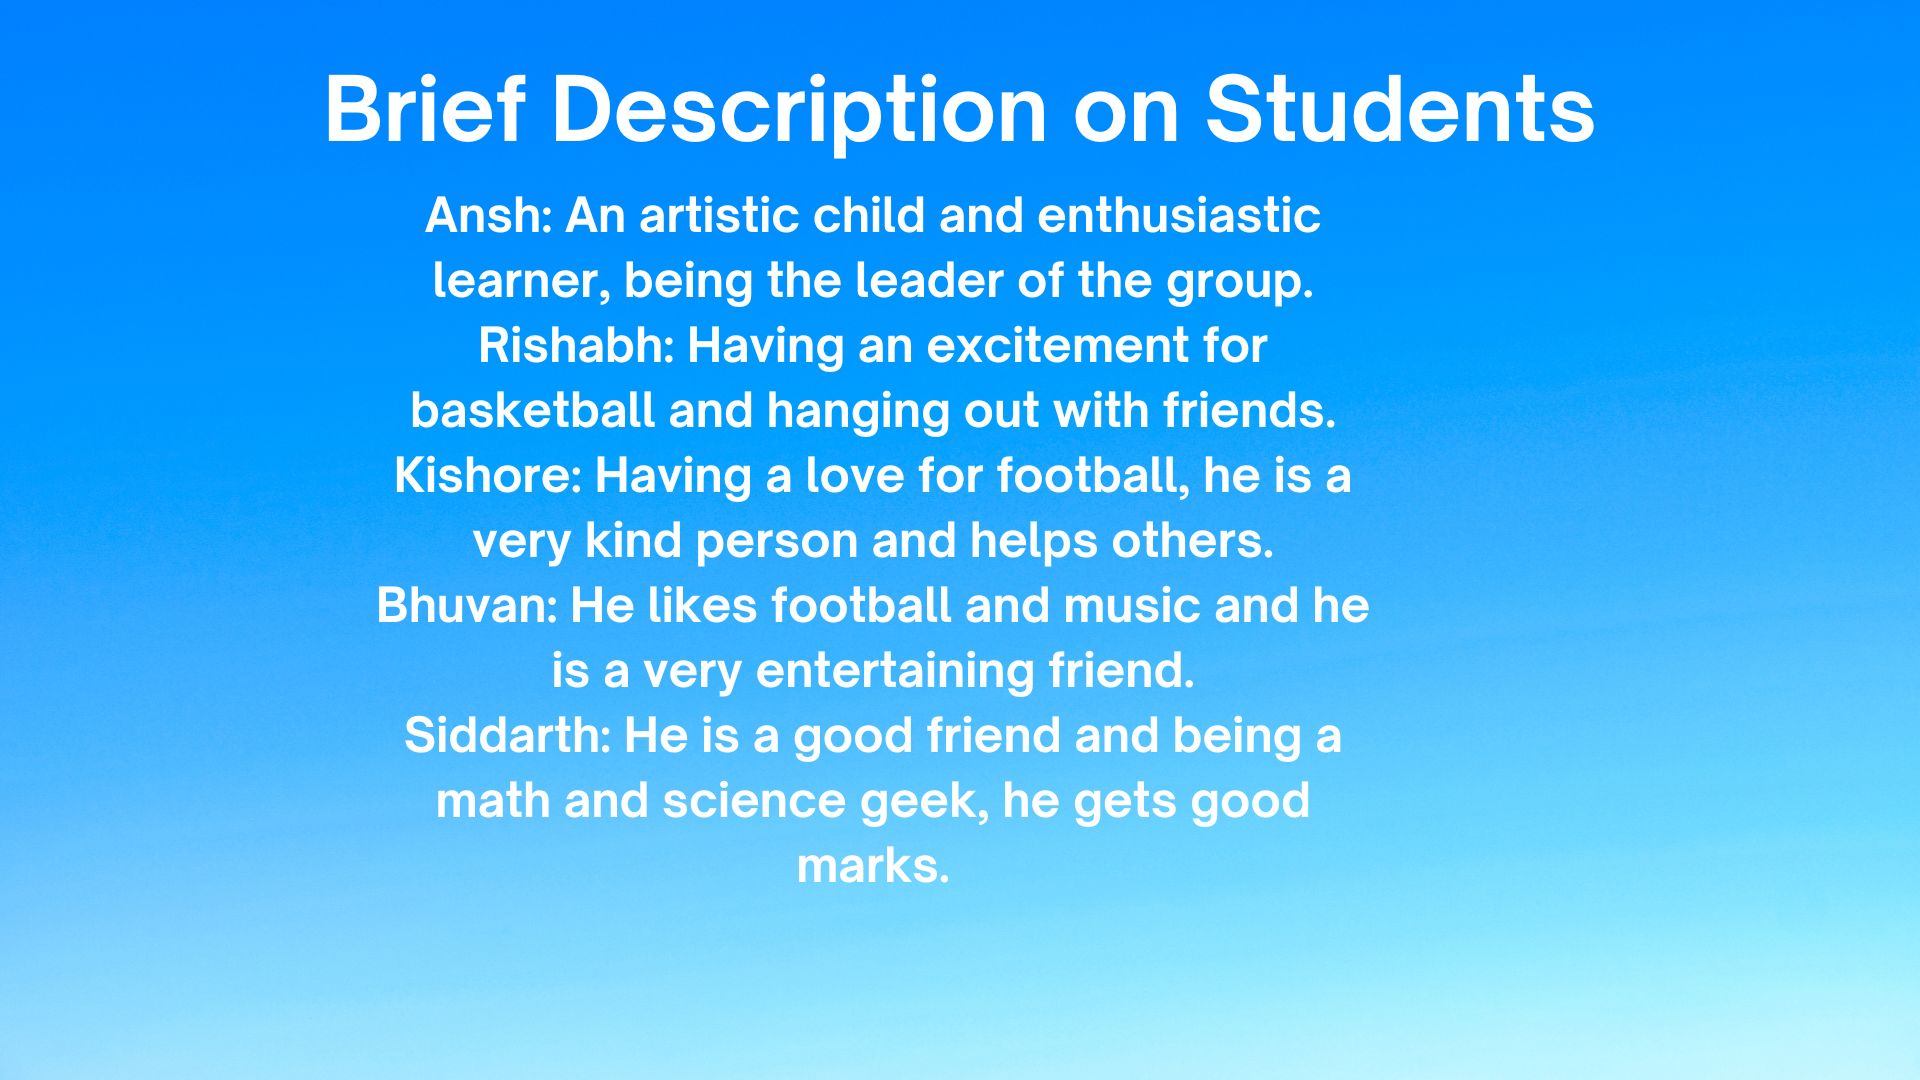 Brief Description on Students
Ansh: An artistic child and enthusiastic
learner, being the leader of the group.
Rishabh: Having an excitement for
basketball and hanging out with friends.
Kishore: Having a love for football, he is a
very kind person and helps others.
Bhuvan: He likes football and music and he
is a very entertaining friend.
Siddarth: He is a good friend and being a
math and science geek, he gets good
marks.